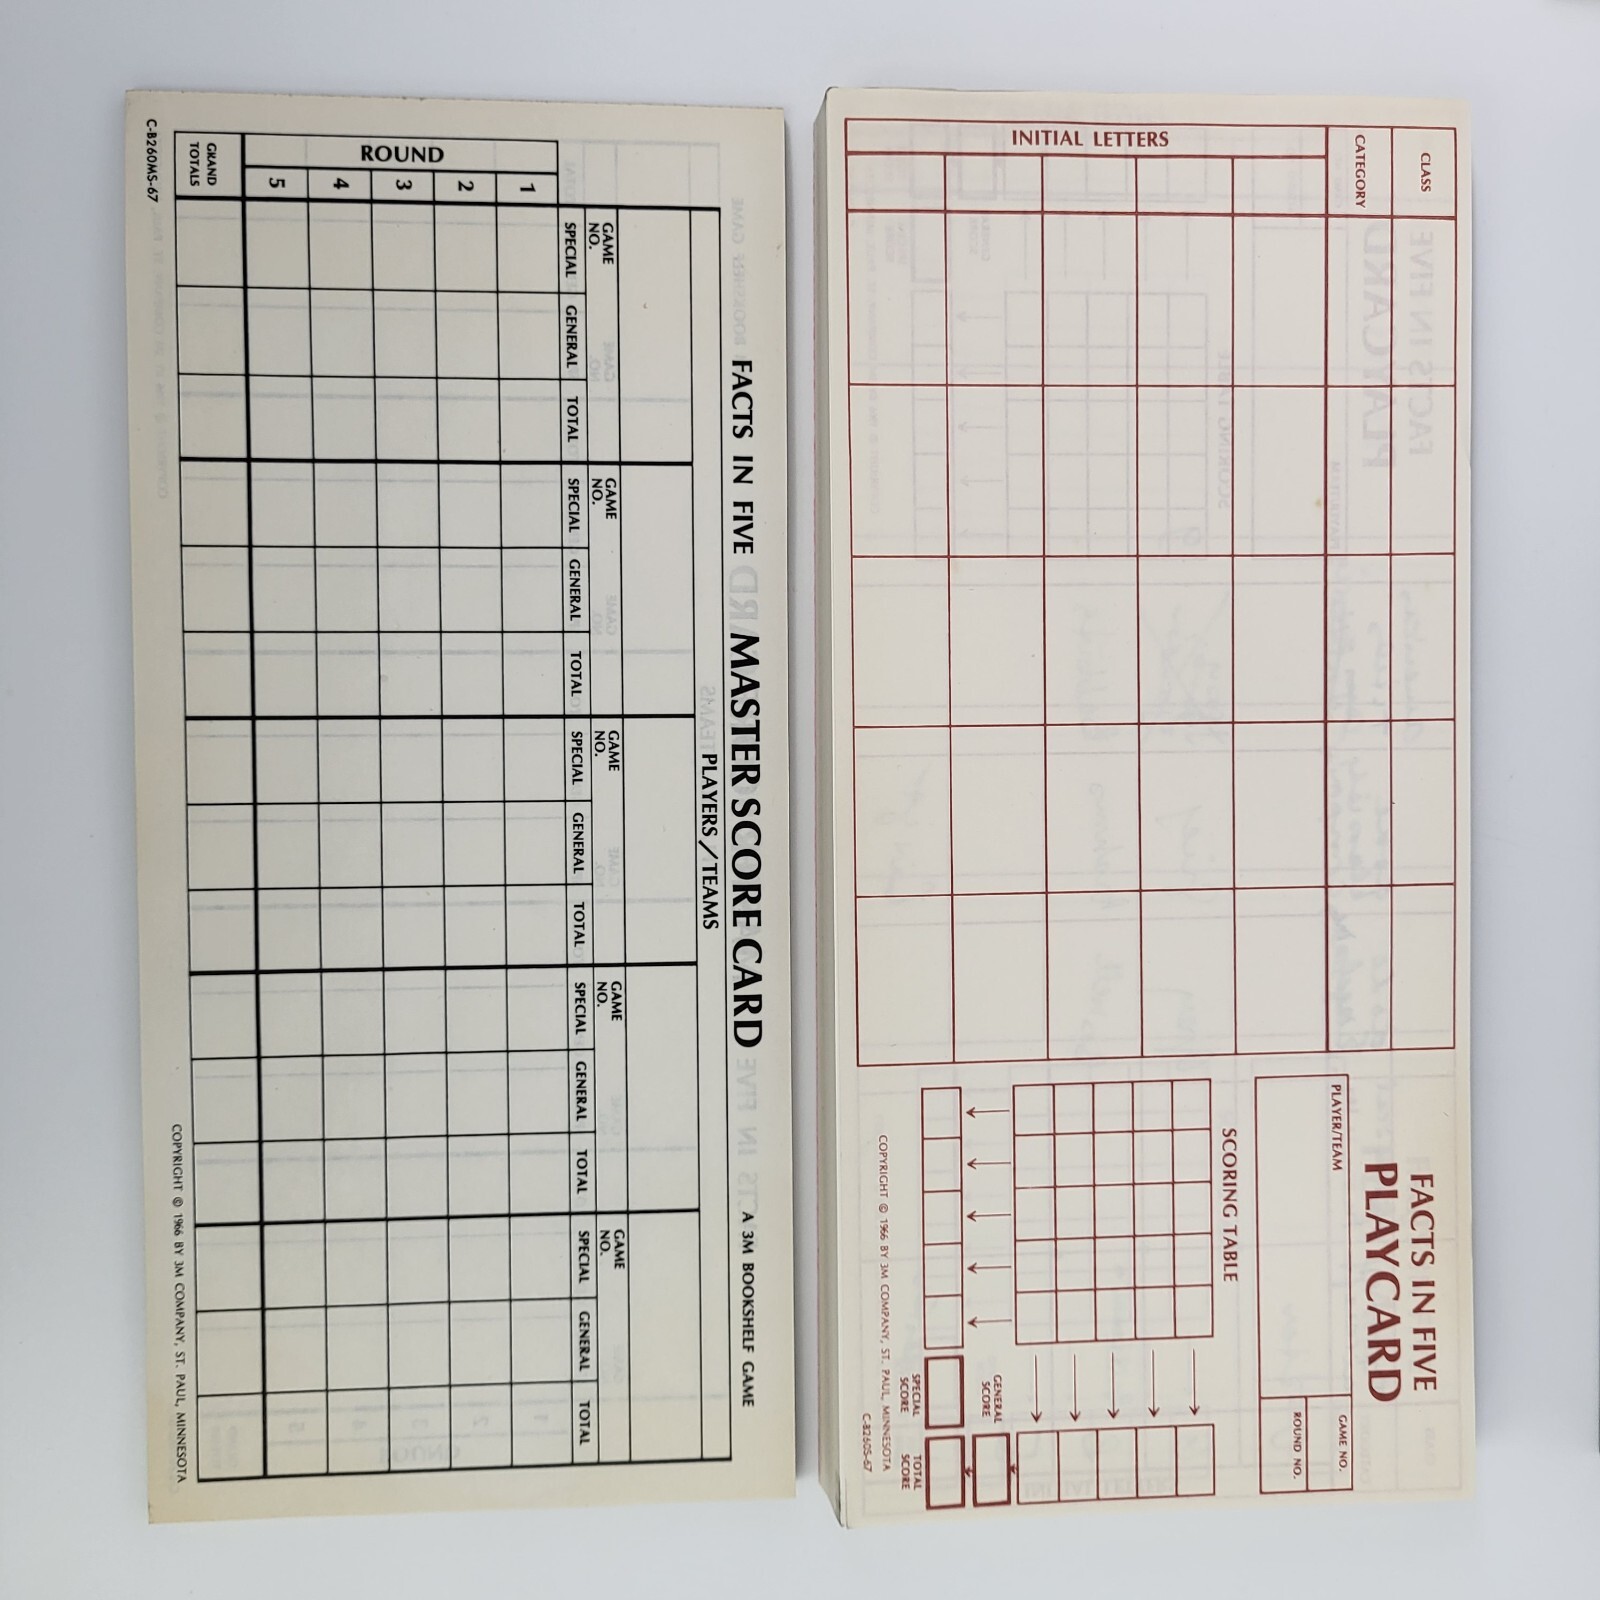 FACTS IN FIVE MASTER SCORE CARD A 3M BOOKSHELF GAME
PLAYERS/TEAMS
GAME NO. GAME NO. GAME NO. GAME NO. GAME NO.
ROUND
SPECIAL GENERAL TOTAL SPECIAL GENERAL TOTAL SPECIAL GENERAL TOTAL SPECIAL GENERAL TOTAL SPECIAL GENERAL TOTAL
1
2
3
4
5
GRAND TOTALS
C-B260MS-67
COPYRIGHT © 1966 BY 3M COMPANY, ST. PAUL, MINNESOTA
CLASS
CATEGORY
INITIAL LETTERS
FACTS IN FIVE
PLAYCARD
PLAYER/TEAM
GAME NO.
ROUND NO.
SCORING TABLE
GENERAL SCORE
SPECIAL SCORE
TOTAL SCORE
COPYRIGHT © 1966 BY 3M COMPANY, ST. PAUL, MINNESOTA
C-B260S-67